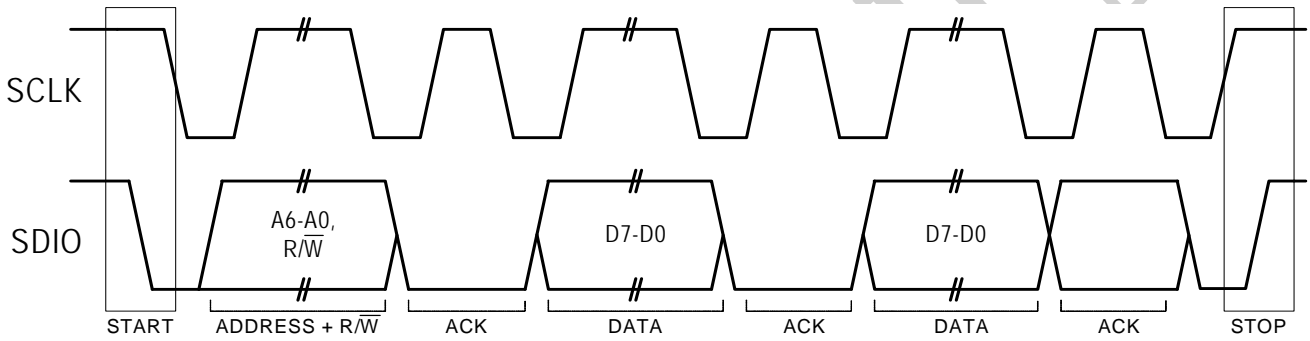 SCLK
SDIO
A6-A0,
R/W̅
D7-D0
D7-D0
START
ADDRESS + R/W̅
ACK
DATA
ACK
DATA
ACK
STOP